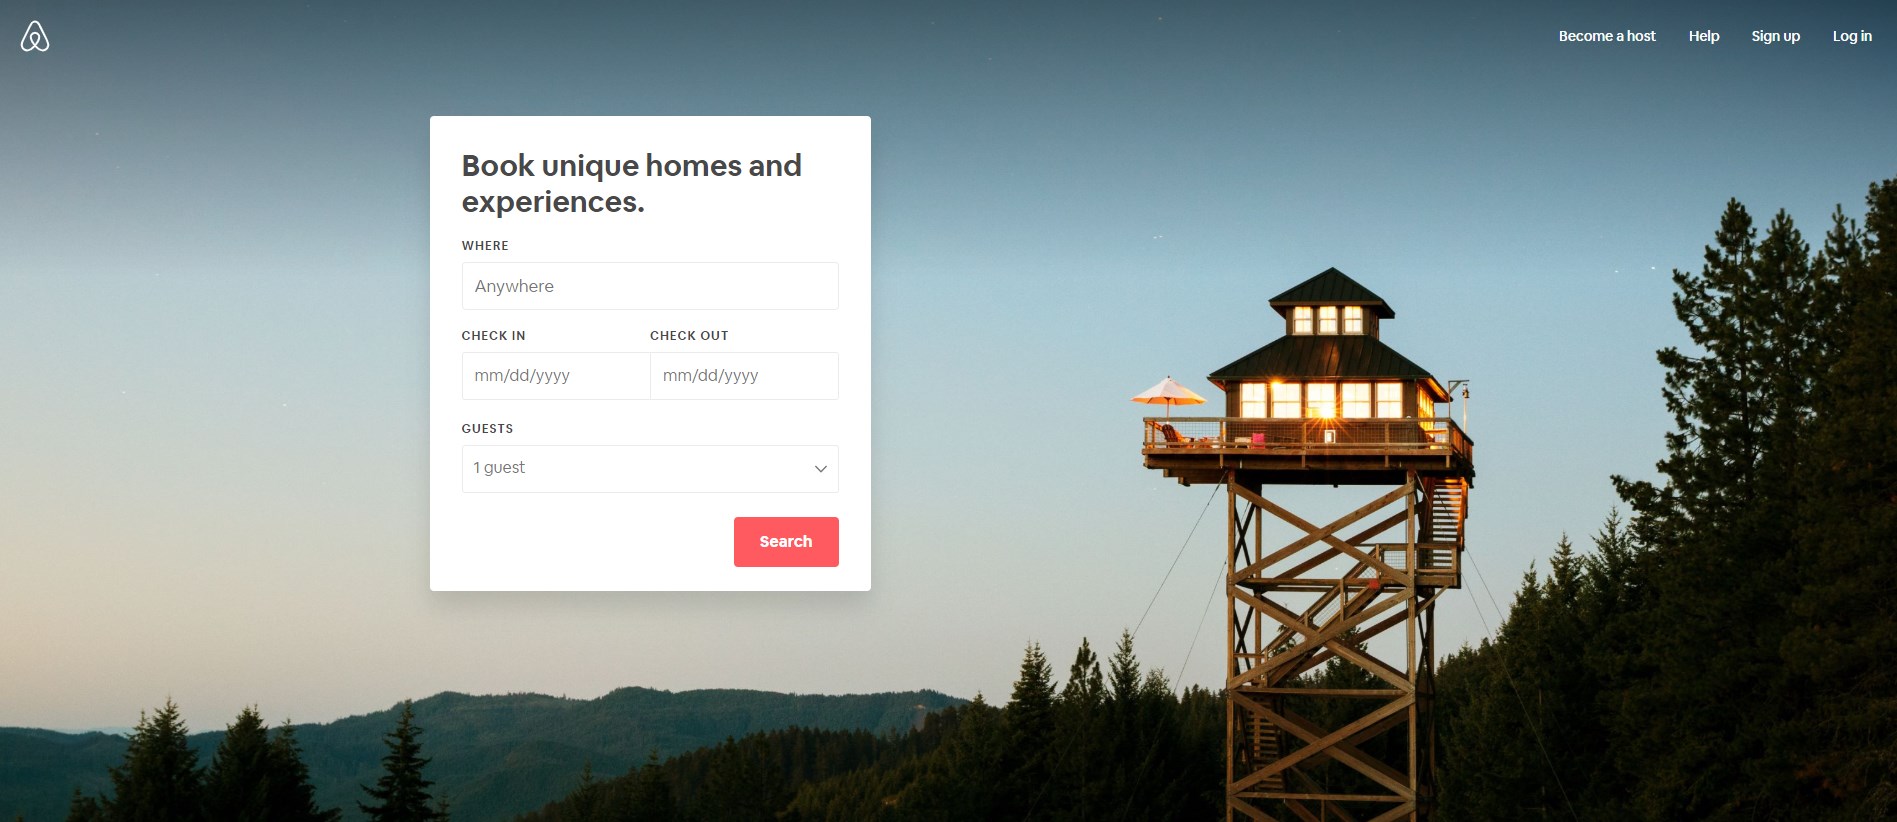 Become a host Help Sign up Log in
Book unique homes and
experiences.
WHERE
Anywhere
CHECK IN CHECK OUT
mm/dd/yyyy mm/dd/yyyy
GUESTS
1 guest
Search